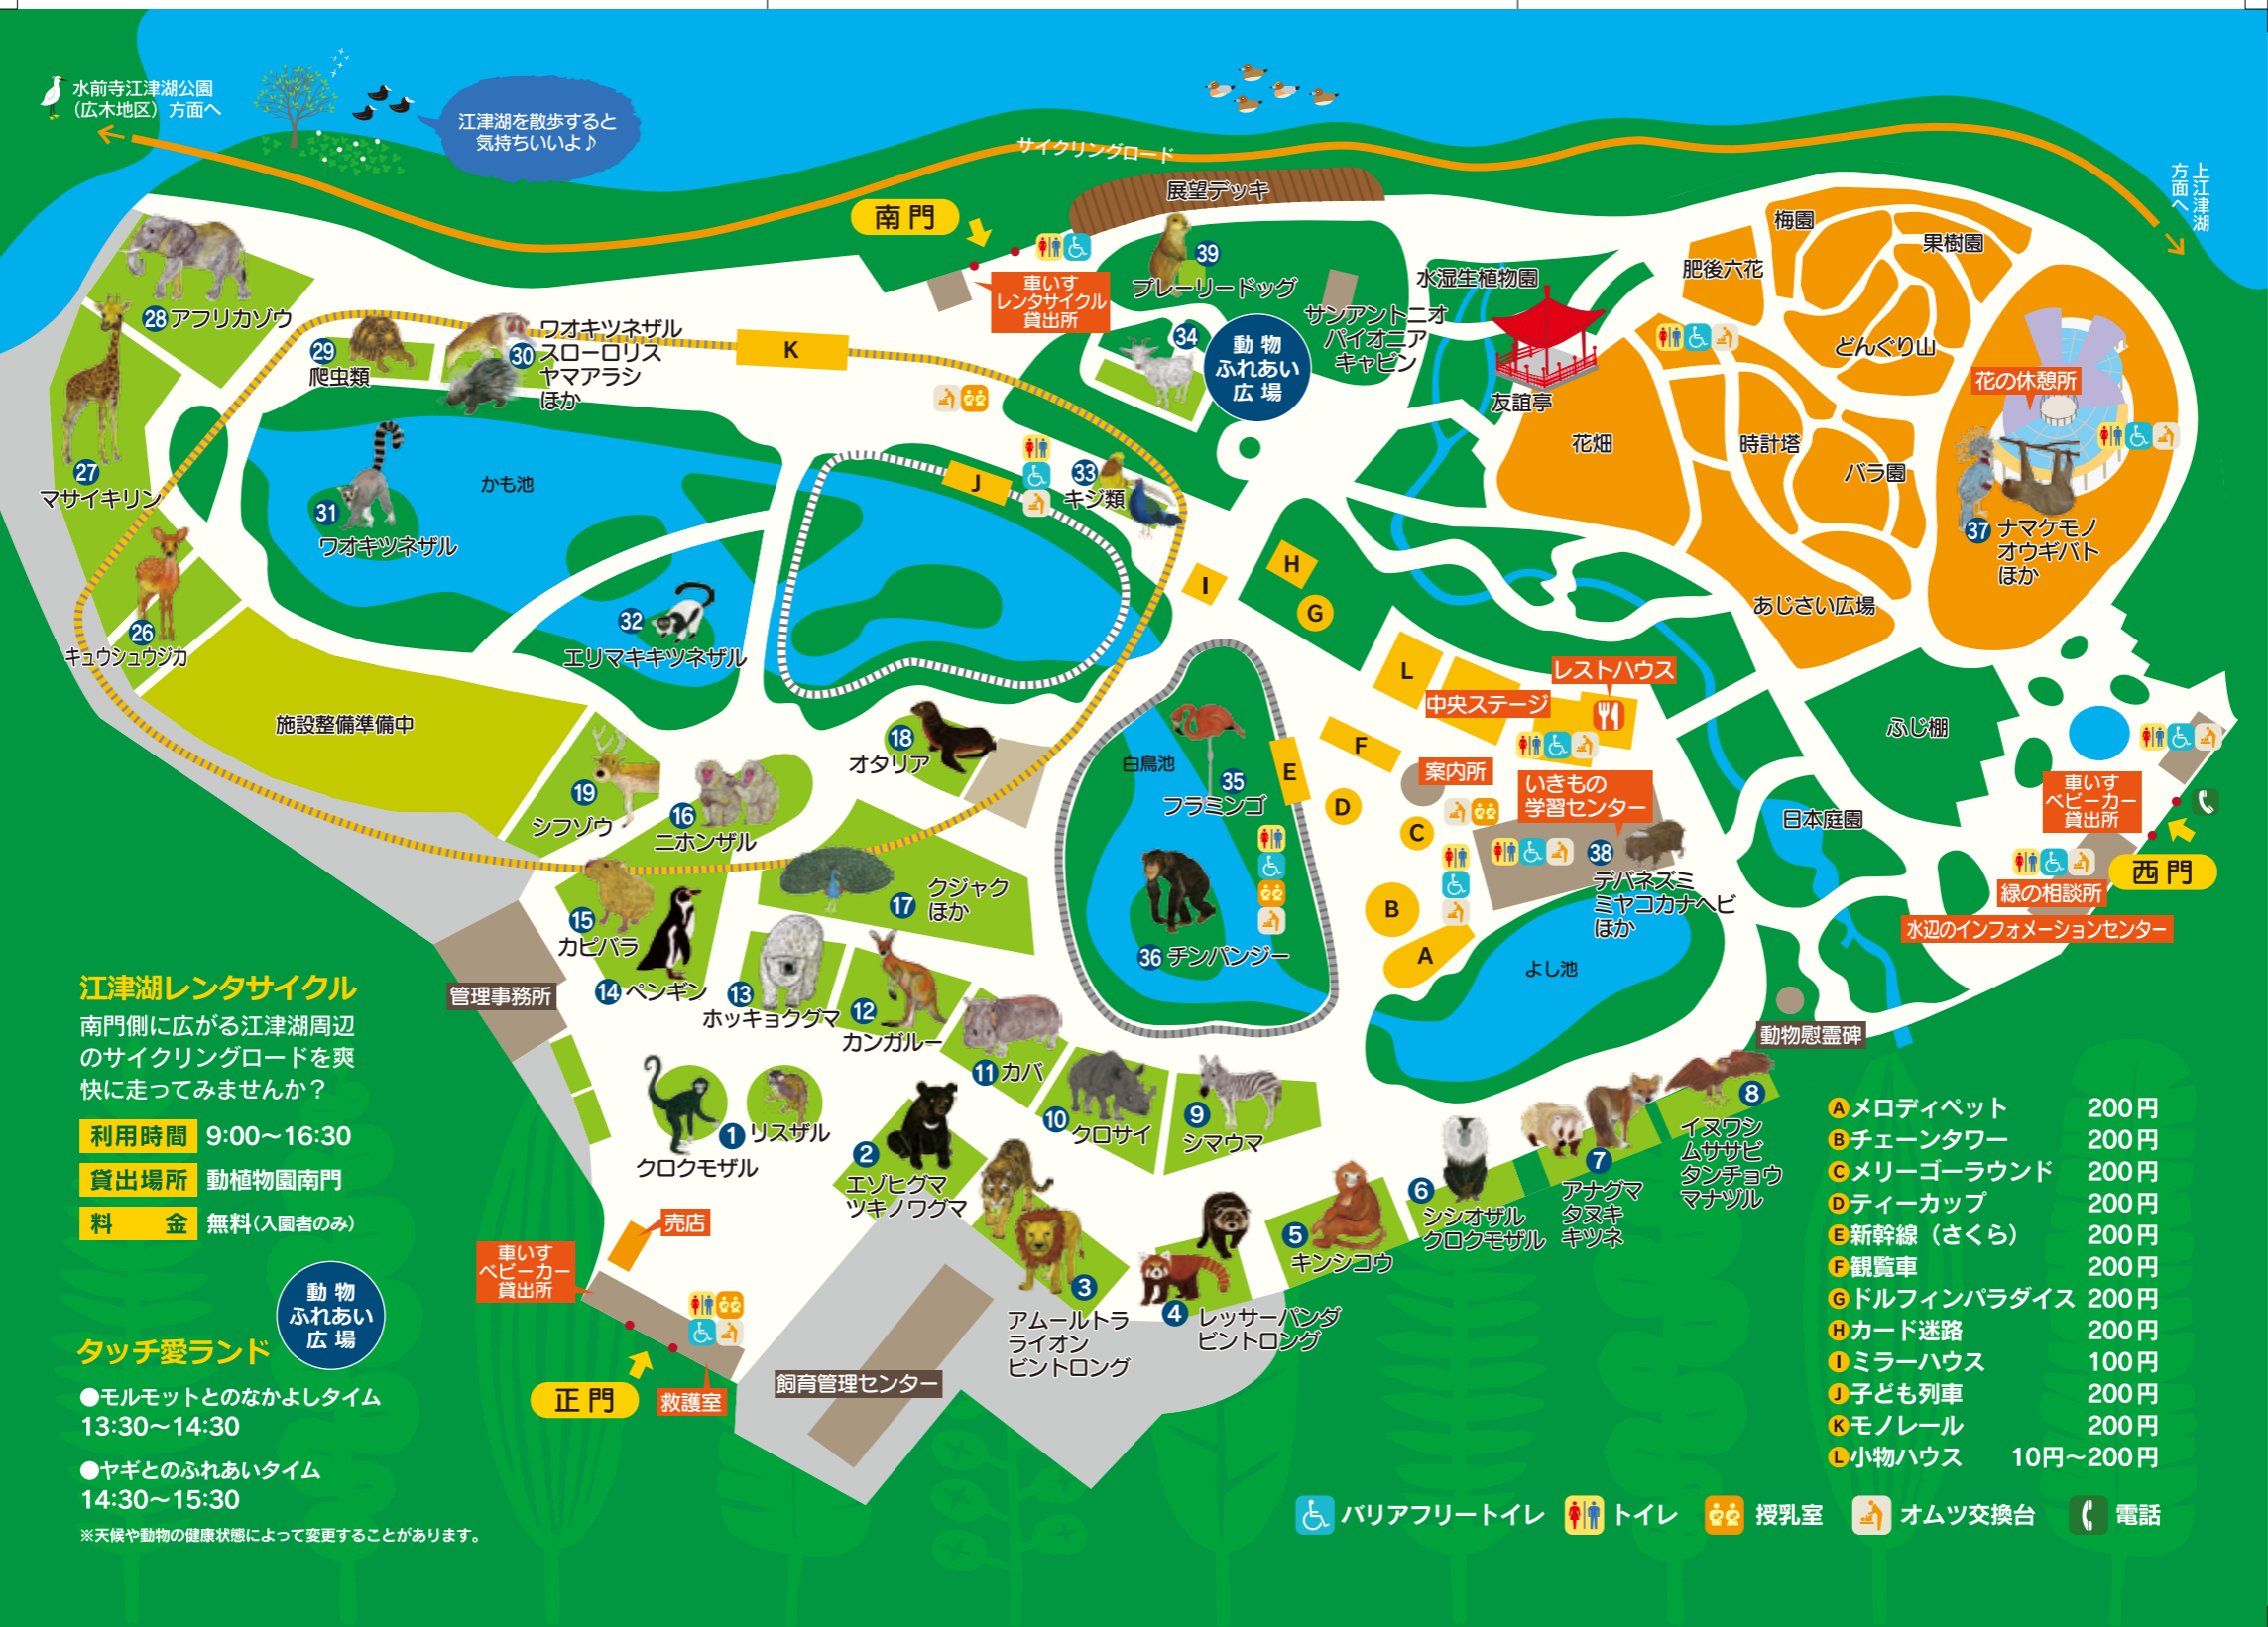 水前寺江津湖公園
（広木地区）方面へ
江津湖を散歩すると
気持ちいいよ♪
サイクリングロード
展望デッキ
上江津湖
方面へ
南門
車いす
レンタサイクル
貸出所
39
プレーリードッグ
34
動物
ふれあい
広場
サンアントニオ
パイオニア
キャビン
水湿生植物園
友誼亭
肥後六花
梅園
果樹園
どんぐり山
花の休憩所
花畑
時計塔
バラ園
37 ナマケモノ
オウギバト
ほか
あじさい広場
28 アフリカゾウ
29
爬虫類
30 ワオキツネザル
スローロリス
ヤマアラシ
ほか
K
27
マサイキリン
かも池
31
ワオキツネザル
J
33
キジ類
26
キュウシュウジカ
32
エリマキキツネザル
I
H
G
L
中央ステージ
レストハウス
施設整備準備中
18
オタリア
白鳥池
35
フラミンゴ
E
F
D
案内所
C
いきもの
学習センター
38
デバネズミ
ミヤコカナヘビ
ほか
ふじ棚
日本庭園
車いす
ベビーカー
貸出所
西門
緑の相談所
水辺のインフォメーションセンター
19
シフゾウ
16
ニホンザル
17 クジャク
ほか
15
カピバラ
14 ペンギン
13
ホッキョクグマ
12
カンガルー
36 チンパンジー
B
A
よし池
動物慰霊碑
管理事務所
11 カバ
10
クロサイ
9
シマウマ
1 リスザル
クロクモザル
2
エゾヒグマ
ツキノワグマ
3
アムールトラ
ライオン
ビントロング
4 レッサーパンダ
ビントロング
5
キンシコウ
6
シシオザル
クロクモザル
7
アナグマ
タヌキ
キツネ
8
イヌワシ
ムササビ
タンチョウ
マナヅル
売店
車いす
ベビーカー
貸出所
正門
救護室
飼育管理センター
江津湖レンタサイクル
南門側に広がる江津湖周辺
のサイクリングロードを爽
快に走ってみませんか？
利用時間 9:00～16:30
貸出場所 動植物園南門
料金 無料（入園者のみ）
動物
ふれあい
広場
タッチ愛ランド
●モルモットとのなかよしタイム
13:30～14:30
●ヤギとのふれあいタイム
14:30～15:30
※天候や動物の健康状態によって変更することがあります。
A メロディペット 200円
B チェーンタワー 200円
C メリーゴーラウンド 200円
D ティーカップ 200円
E 新幹線（さくら） 200円
F 観覧車 200円
G ドルフィンパラダイス 200円
H カード迷路 200円
I ミラーハウス 100円
J 子ども列車 200円
K モノレール 200円
L 小物ハウス 10円～200円
バリアフリートイレ トイレ 授乳室 オムツ交換台 電話